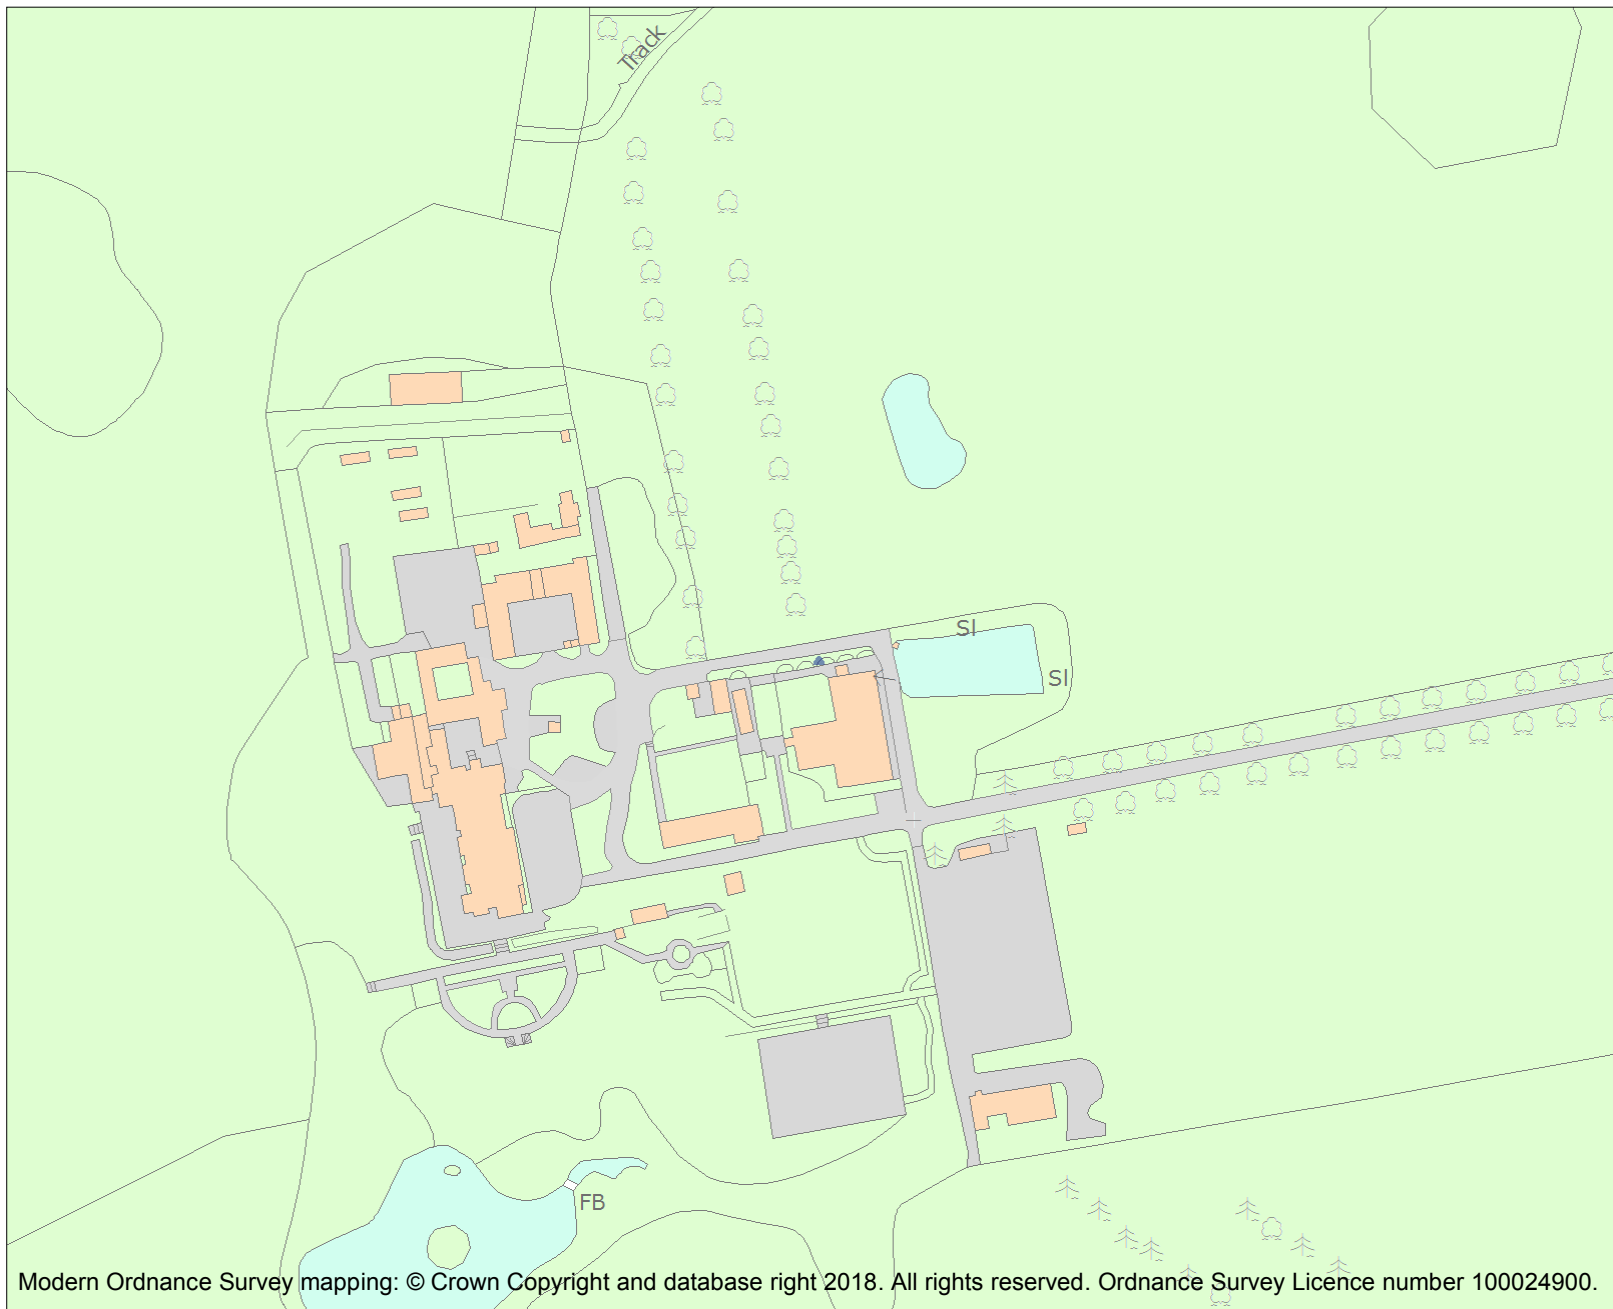 Track
Sl
Sl
FB
Modern Ordnance Survey mapping: © Crown Copyright and database right 2018. All rights reserved. Ordnance Survey Licence number 100024900.